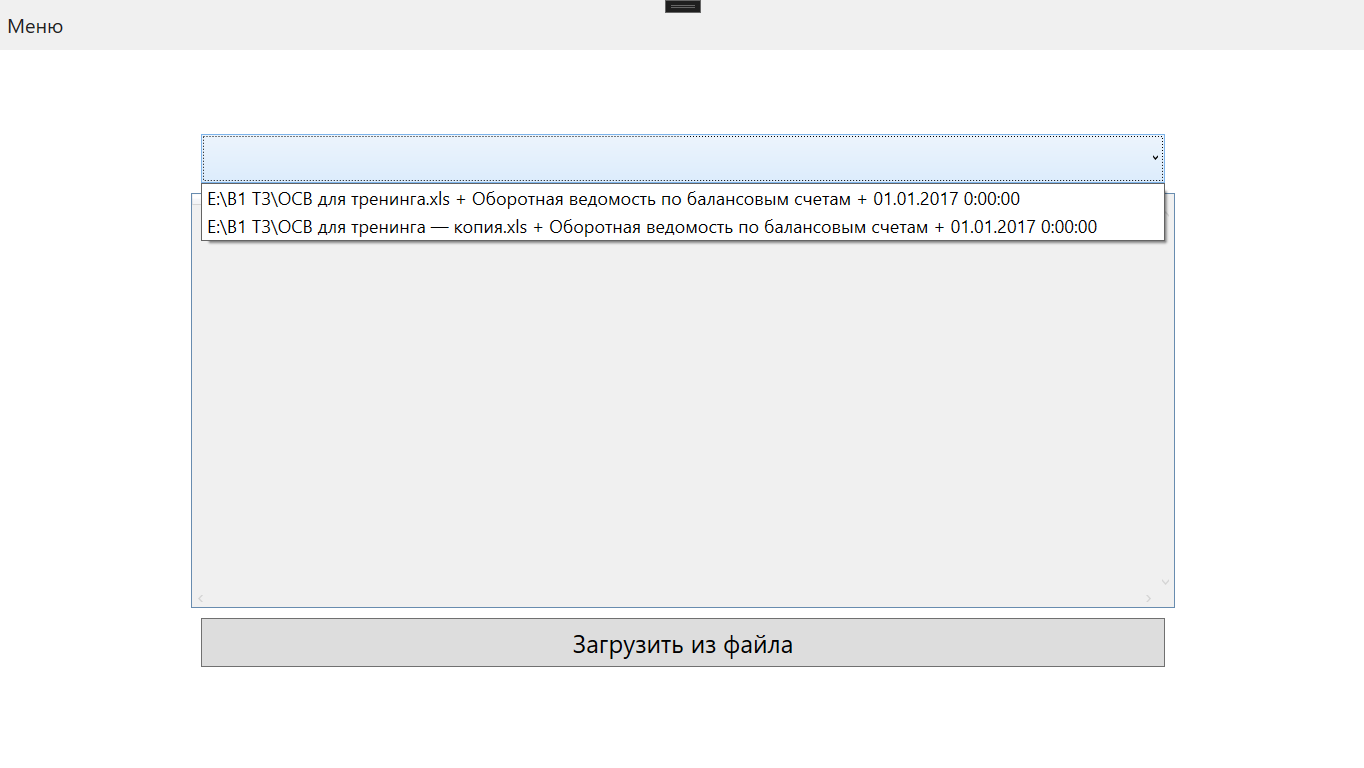 Меню
E:\B1 ТЗ\ОСВ для тренинга.xls + Оборотная ведомость по балансовым счетам + 01.01.2017 0:00:00
E:\B1 ТЗ\ОСВ для тренинга — копия.xls + Оборотная ведомость по балансовым счетам + 01.01.2017 0:00:00
Загрузить из файла